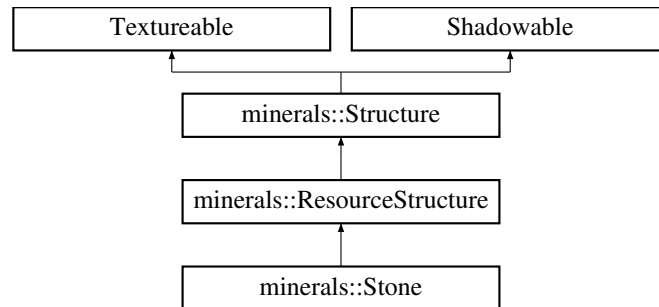 Textureable
Shadowable
minerals::Structure
minerals::ResourceStructure
minerals::Stone